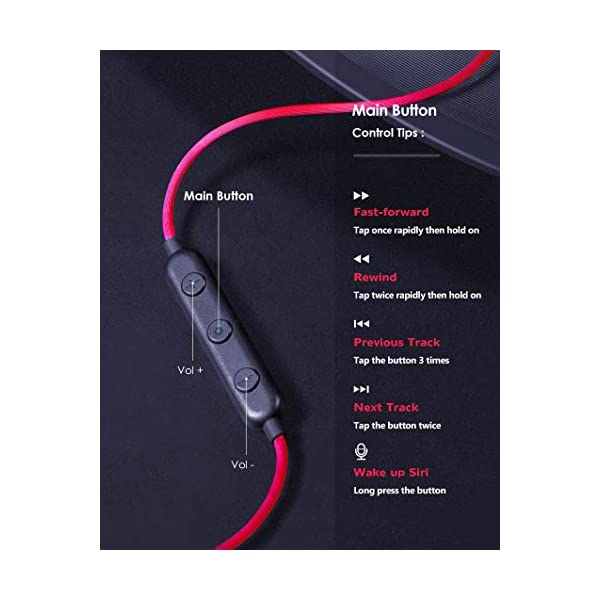 Main Button
Control Tips :
Main Button
Fast-forward
Tap once rapidly then hold on
Rewind
Tap twice rapidly then hold on
Previous Track
Tap the button 3 times
Vol +
Next Track
Tap the button twice
Vol -
Wake up Siri
Long press the button